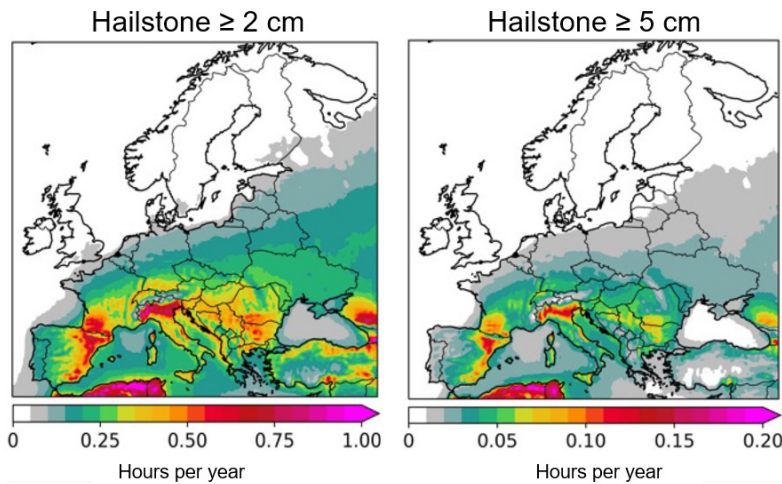 Hailstone ≥ 2 cm
Hailstone ≥ 5 cm
0 0.25 0.50 0.75 1.00
0 0.05 0.10 0.15 0.20
Hours per year
Hours per year